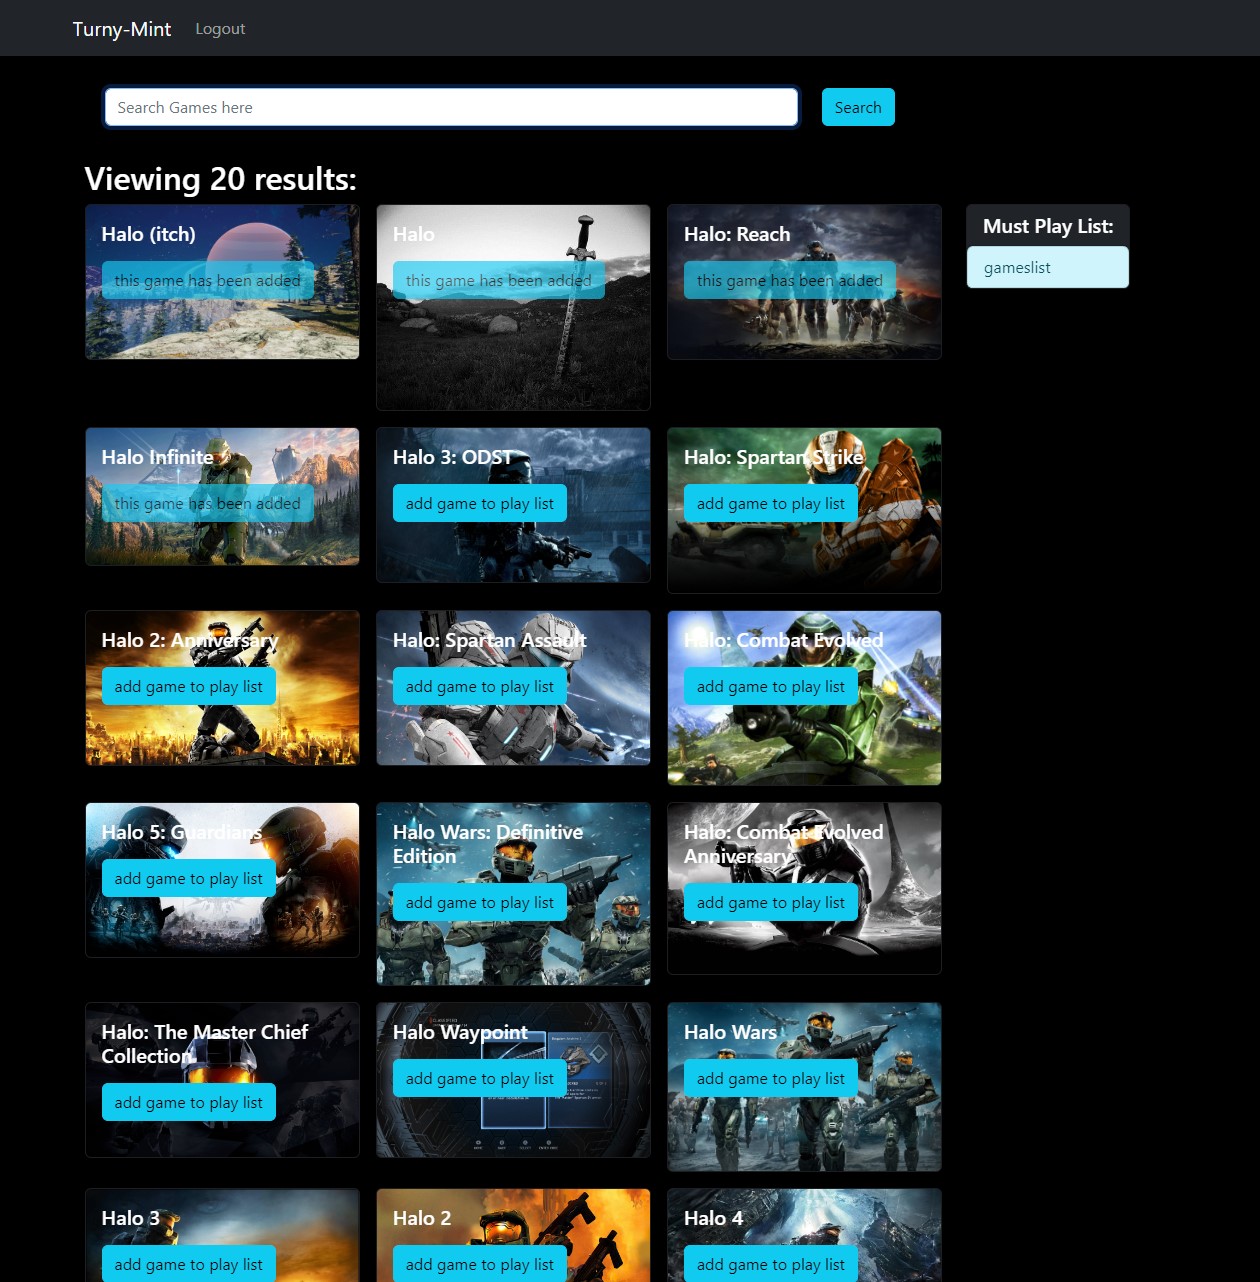 Turny-Mint Logout
Search Games here Search
Viewing 20 results:
Halo (itch)
this game has been added
Halo
this game has been added
Halo: Reach
this game has been added
Must Play List:
gameslist
Halo Infinite
this game has been added
Halo 3: ODST
add game to play list
Halo: Spartan Strike
add game to play list
Halo 2: Anniversary
add game to play list
Halo: Spartan Assault
add game to play list
Halo: Combat Evolved
add game to play list
Halo 5: Guardians
add game to play list
Halo Wars: Definitive
Edition
add game to play list
Halo: Combat Evolved
Anniversary
add game to play list
Halo: The Master Chief
Collection
add game to play list
Halo Waypoint
add game to play list
Halo Wars
add game to play list
Halo 3
add game to play list
Halo 2
add game to play list
Halo 4
add game to play list